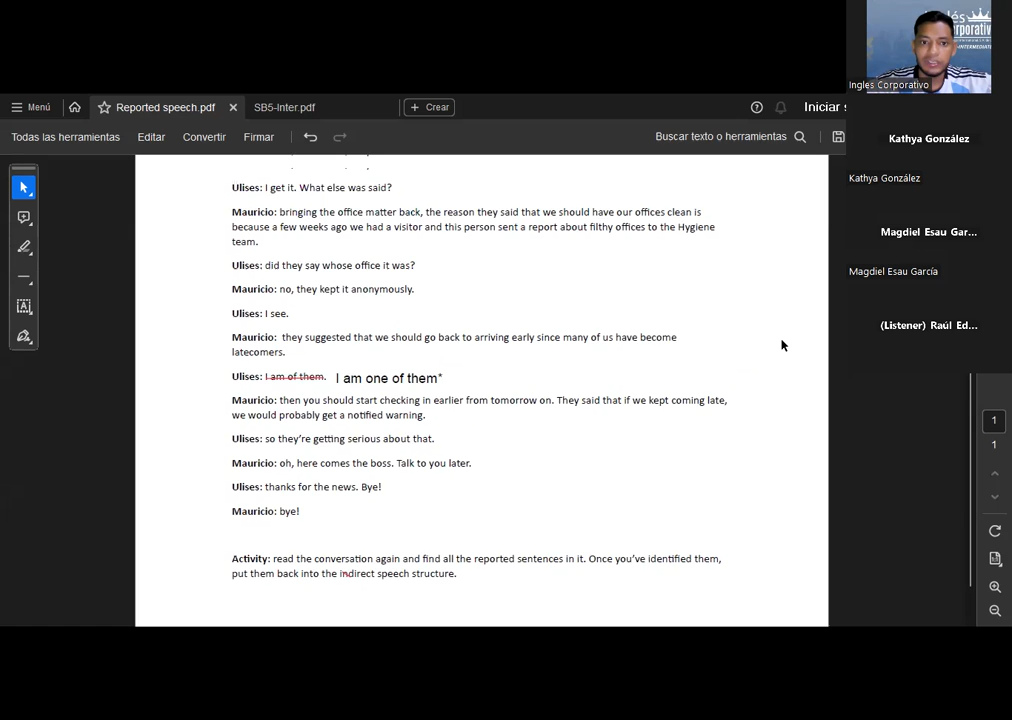 Inglés
Corporativo
-INTERMEDIATE
Ingles Corporativo
Menú
Reported speech.pdf
SB5-Inter.pdf
Crear
Iniciar s
Todas las herramientas
Editar
Convertir
Firmar
Buscar texto o herramientas
Kathya González
Kathya González
Magdiel Esau Gar...
Magdiel Esau García
(Listener) Raúl Ed...
Ulises: I get it. What else was said?
Mauricio: bringing the office matter back, the reason they said that we should have our offices clean is
because a few weeks ago we had a visitor and this person sent a report about filthy offices to the Hygiene
team.
Ulises: did they say whose office it was?
Mauricio: no, they kept it anonymously.
Ulises: I see.
Mauricio: they suggested that we should go back to arriving early since many of us have become
latecomers.
Ulises: I am of them. I am one of them*
Mauricio: then you should start checking in earlier from tomorrow on. They said that if we kept coming late,
we would probably get a notified warning.
Ulises: so they're getting serious about that.
Mauricio: oh, here comes the boss. Talk to you later.
Ulises: thanks for the news. Bye!
Mauricio: bye!
Activity: read the conversation again and find all the reported sentences in it. Once you've identified them,
put them back into the indirect speech structure.
1
1